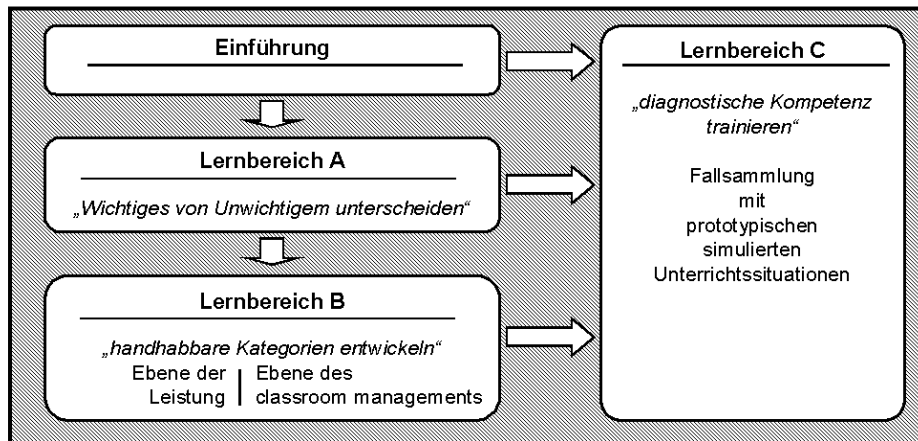 Einführung
Lernbereich A
„Wichtiges von Unwichtigem unterscheiden“
Lernbereich B
„handhabbare Kategorien entwickeln“
Ebene der
Leistung
Ebene des
classroom managements
Lernbereich C
„diagnostische Kompetenz
trainieren“
Fallsammlung
mit
prototypischen
simulierten
Unterrichtssituationen